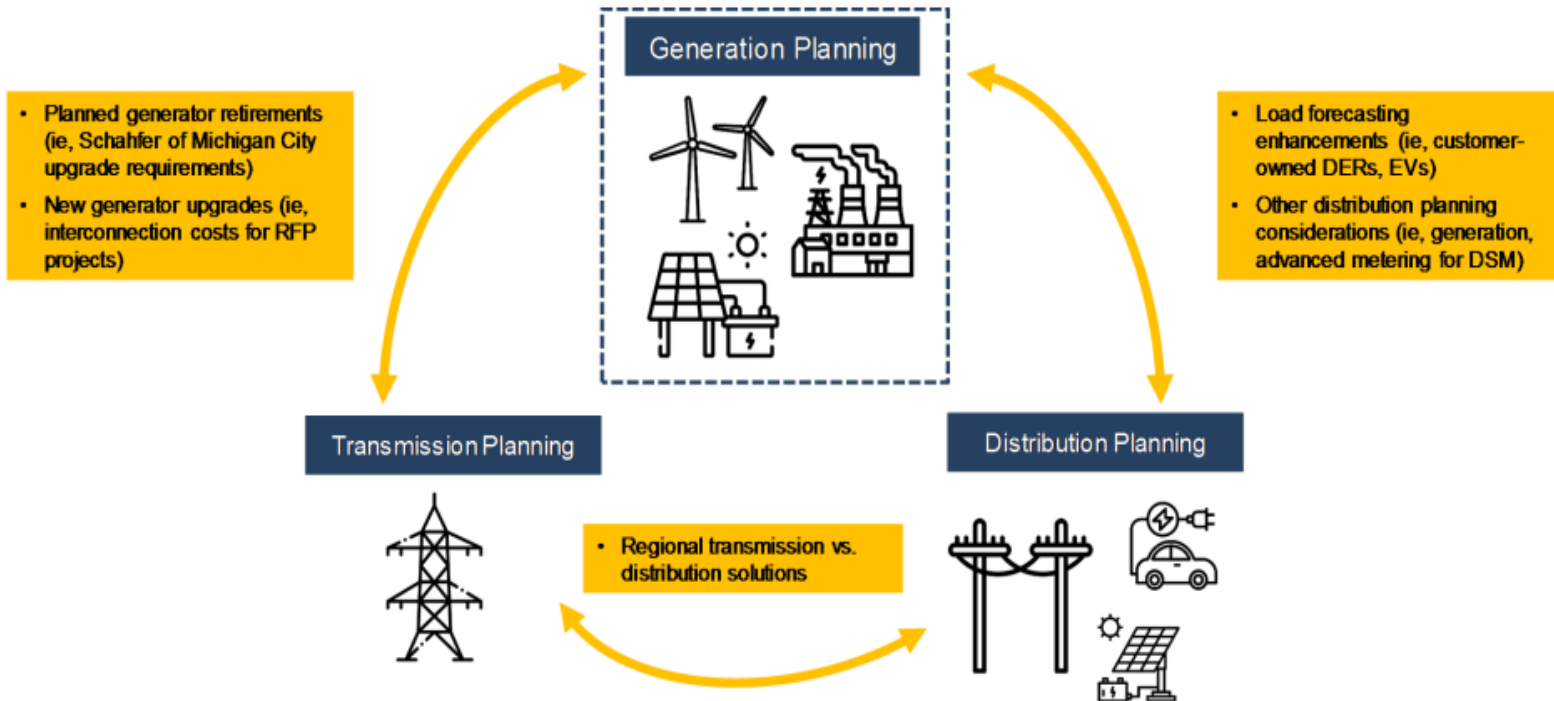 Generation Planning
• Planned generator retirements
(ie, Schahfer of Michigan City
upgrade requirements)
• New generator upgrades (ie,
interconnection costs for RFP
projects)
• Load forecasting
enhancements (ie, customer-
owned DERs, EVs)
• Other distribution planning
considerations (ie, generation,
advanced metering for DSM)
Transmission Planning
Distribution Planning
• Regional transmission vs.
distribution solutions